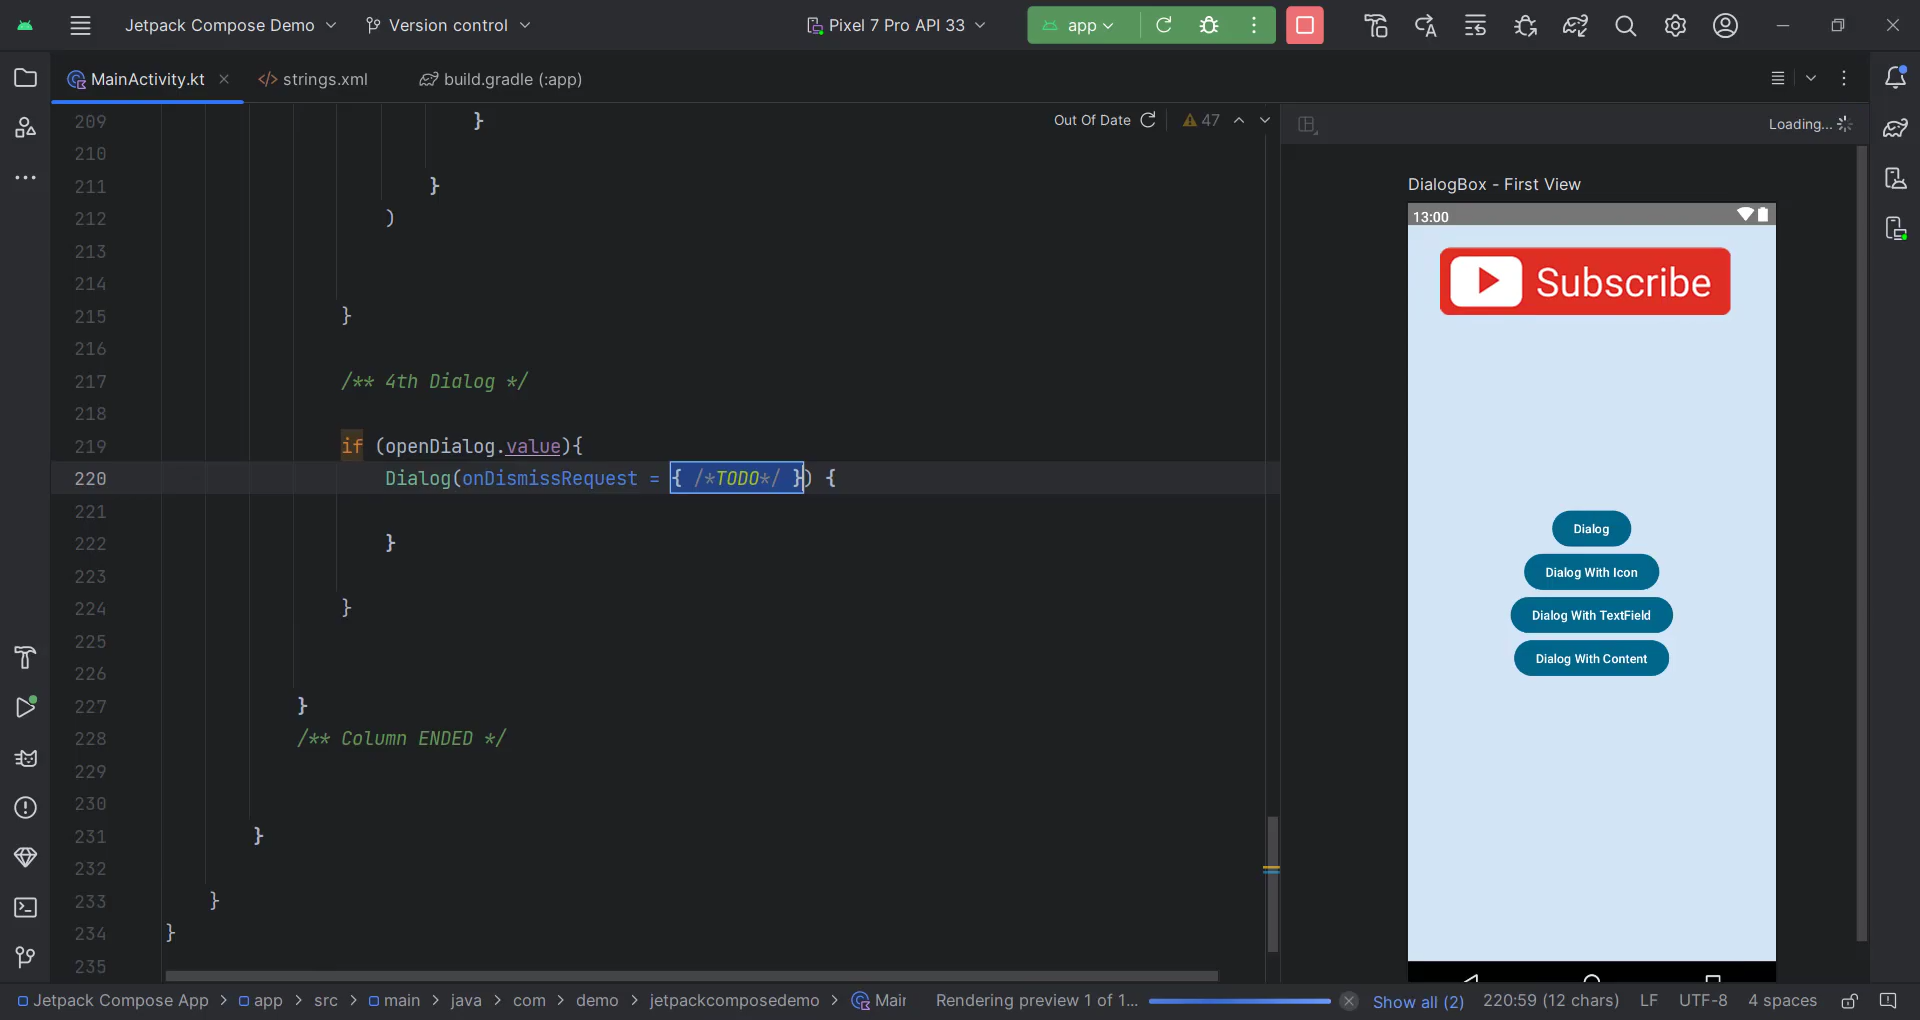 Jetpack Compose Demo
Version control
Pixel 7 Pro API 33
app
MainActivity.kt
strings.xml
build.gradle (:app)
Out Of Date
47
Loading...
209 }
210
211 }
212 )
213
214
215 }
216
217 /** 4th Dialog */
218
219 if (openDialog.value){
220 Dialog(onDismissRequest = { /*TODO*/ }) {
221
222 }
223
224 }
225
226
227 }
228 /** Column ENDED */
229
230
231 }
232
233 }
234 }
235
DialogBox - First View
13:00
Subscribe
Dialog
Dialog With Icon
Dialog With TextField
Dialog With Content
Jetpack Compose App > app > src > main > java > com > demo > jetpackcomposedemo > Mair
Rendering preview 1 of 1...
Show all (2)
220:59 (12 chars)
LF
UTF-8
4 spaces